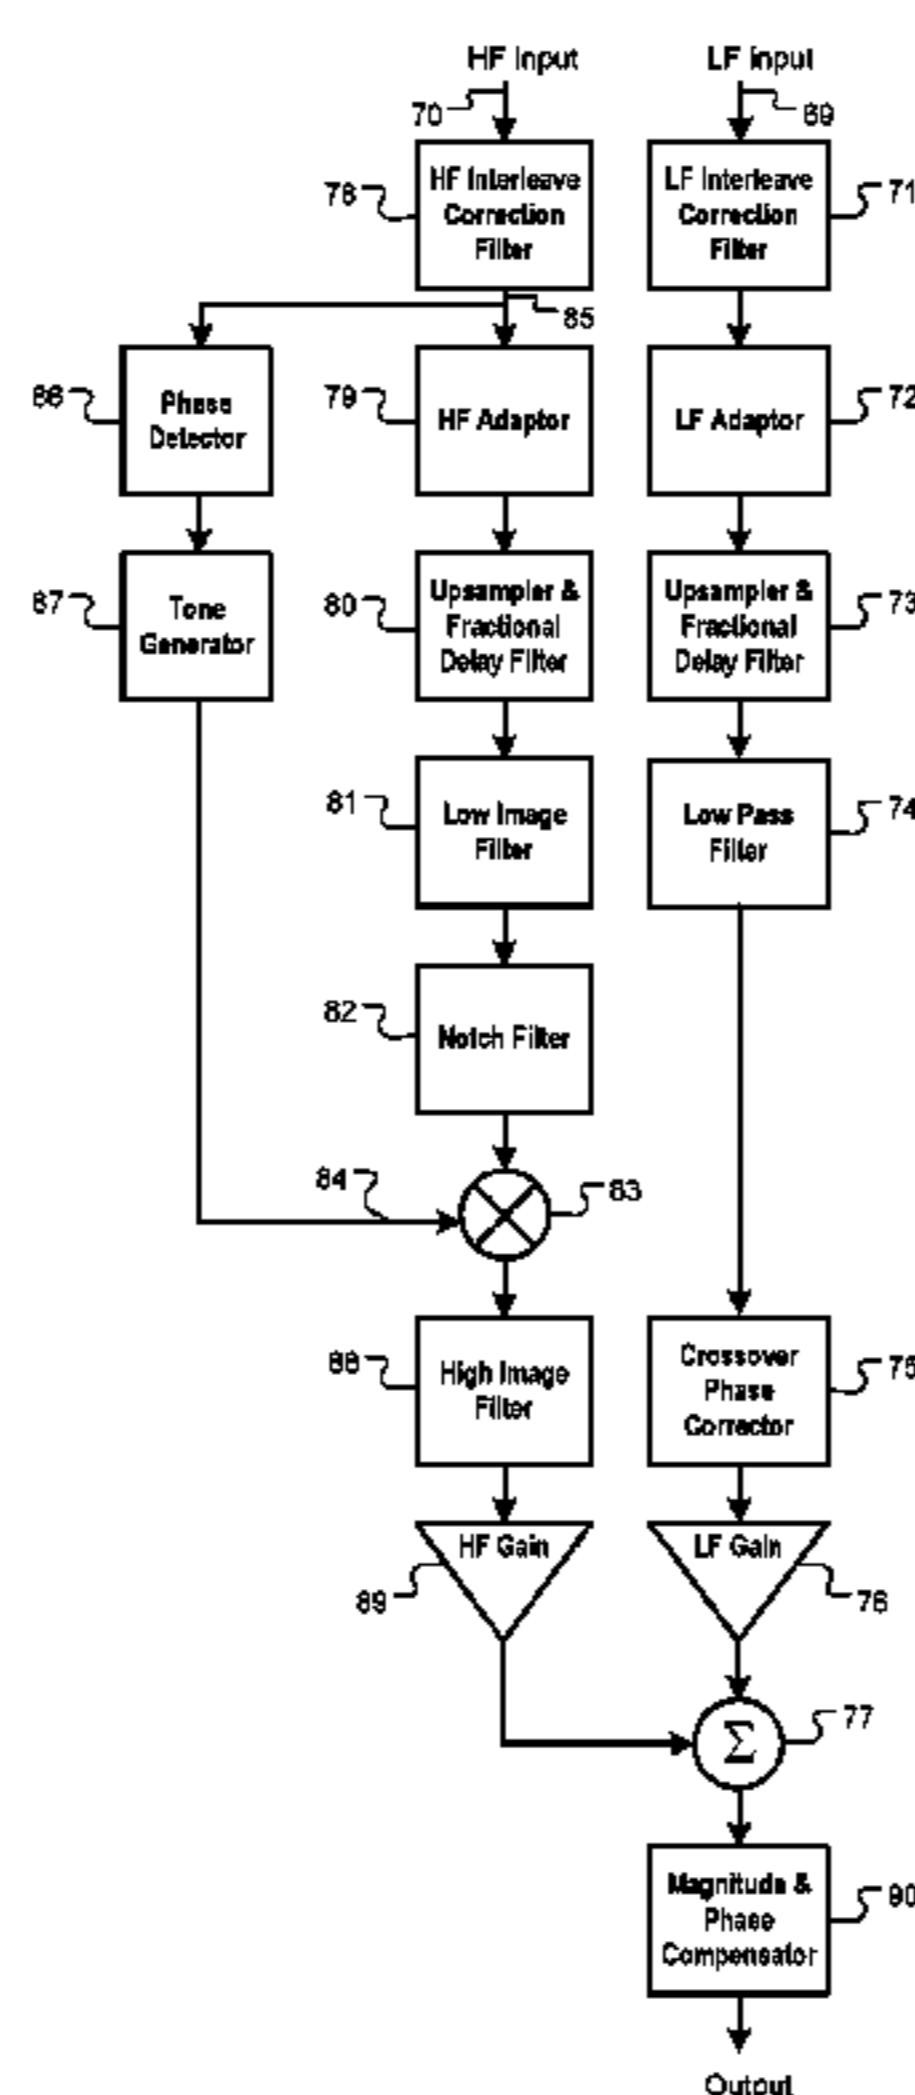 HF Input
LF input
70
69
78
HF Interleave
Correction
Filter
LF Interleave
Correction
Filter
71
85
86
Phase
Detector
79
HF Adaptor
LF Adaptor
72
87
Tone
Generator
80
Upsampler &
Fractional
Delay Filter
Upsampler &
Fractional
Delay Filter
73
81
Low Image
Filter
Low Pass
Filter
74
82
Notch Filter
84
83
88
High Image
Filter
Crossover
Phase
Corrector
75
HF Gain
LF Gain
89
76
Σ
77
Magnitude &
Phase
Compensator
90
Output